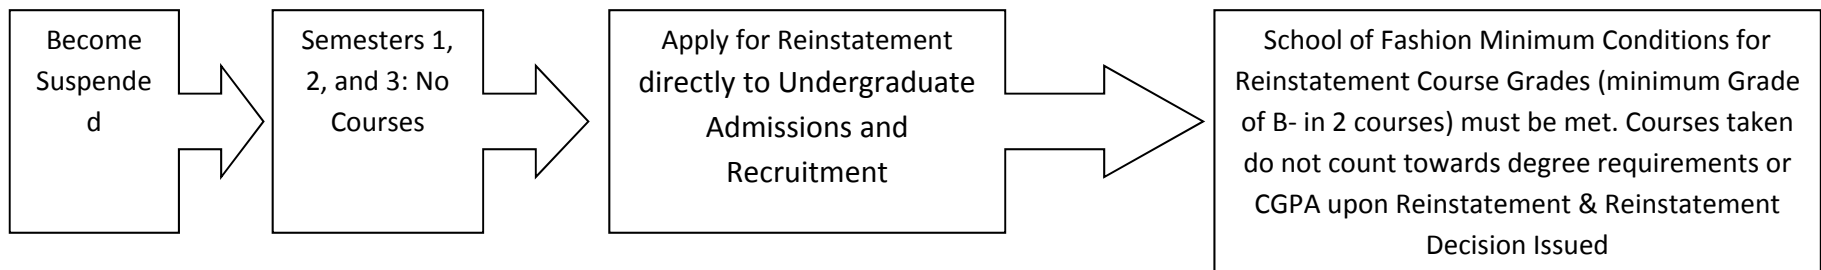 Become
Suspende
d
Semesters 1,
2, and 3: No
Courses
Apply for Reinstatement
directly to Undergraduate
Admissions and
Recruitment
School of Fashion Minimum Conditions for
Reinstatement Course Grades (minimum Grade
of B- in 2 courses) must be met. Courses taken
do not count towards degree requirements or
CGPA upon Reinstatement & Reinstatement
Decision Issued